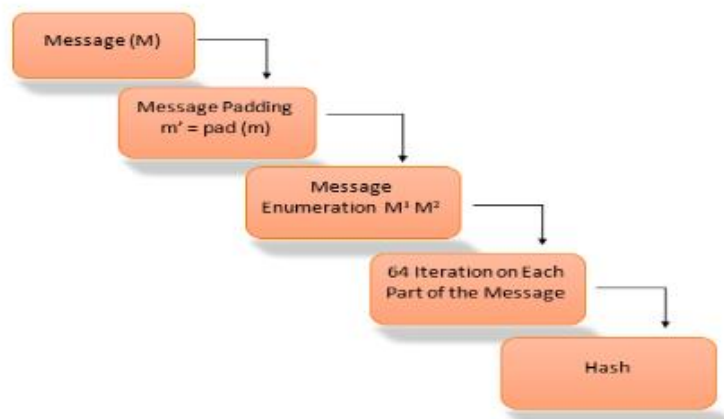 Message (M)
Message Padding
m' = pad (m)
Message
Enumeration M¹ M²
64 Iteration on Each
Part of the Message
Hash